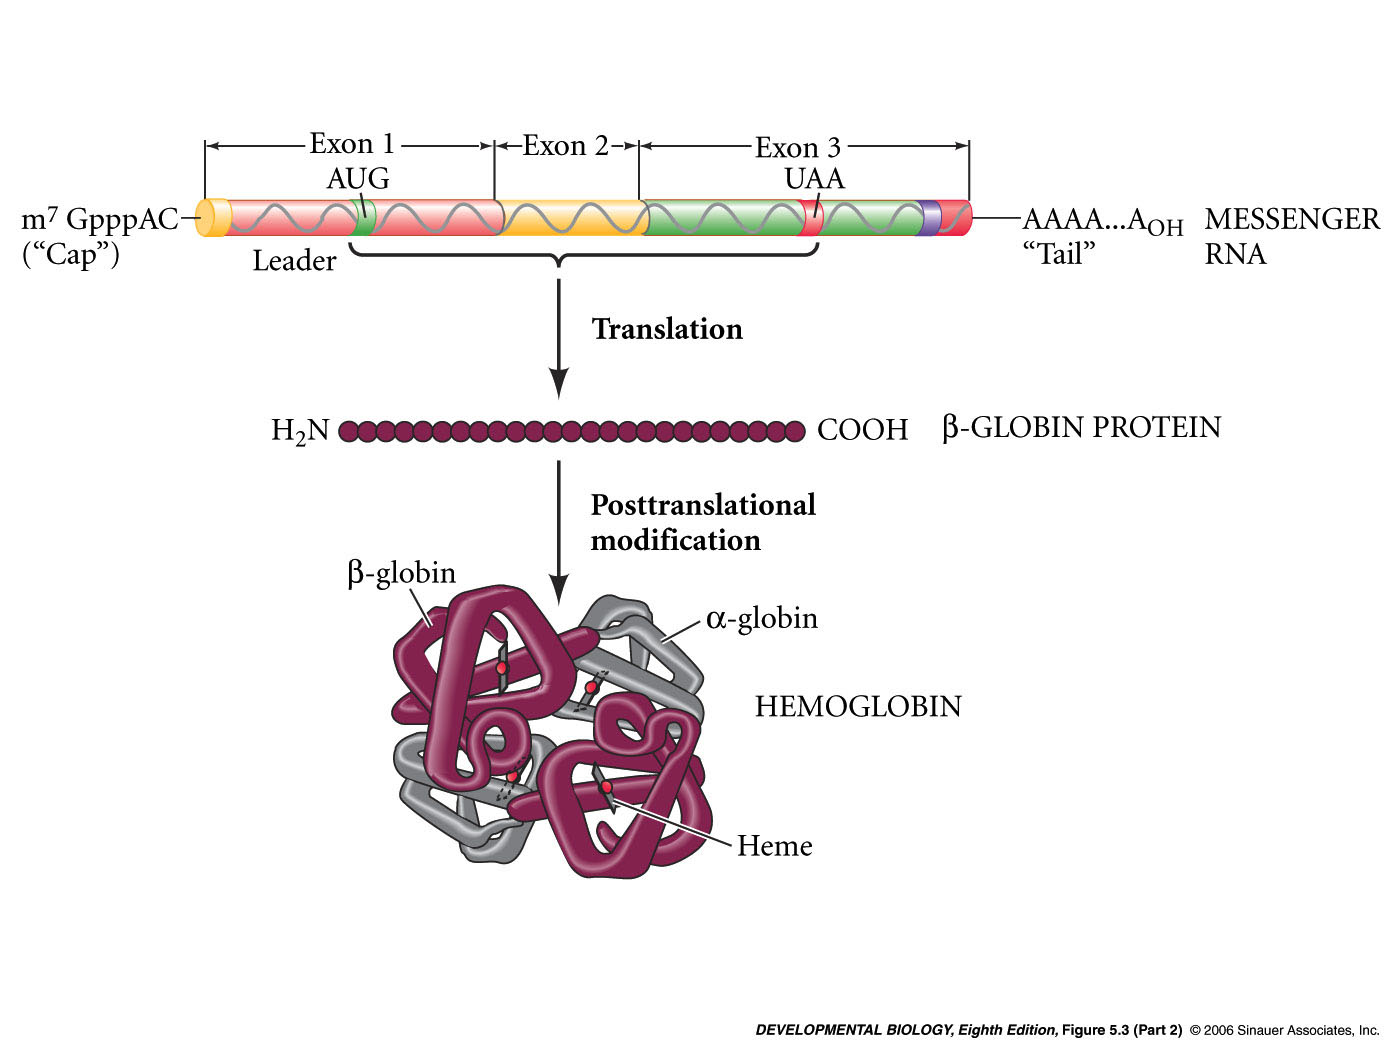 Exon 1
Exon 2
Exon 3
AUG
UAA
m⁷ GpppAC
(“Cap”)
Leader
AAAA...A_OH
“Tail”
MESSENGER
RNA
Translation
H₂N
COOH
β-GLOBIN PROTEIN
Posttranslational
modification
β-globin
α-globin
HEMOGLOBIN
Heme
DEVELOPMENTAL BIOLOGY, Eighth Edition, Figure 5.3 (Part 2) © 2006 Sinauer Associates, Inc.